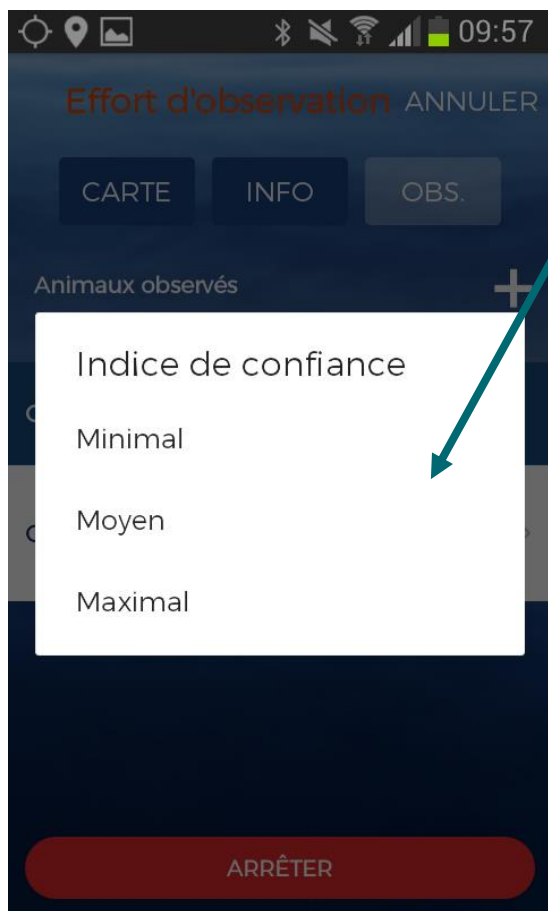 09:57
Effort d'observation ANNULER
CARTE INFO OBS.
Animaux observés
Indice de confiance
Minimal
Moyen
Maximal
ARRÊTER